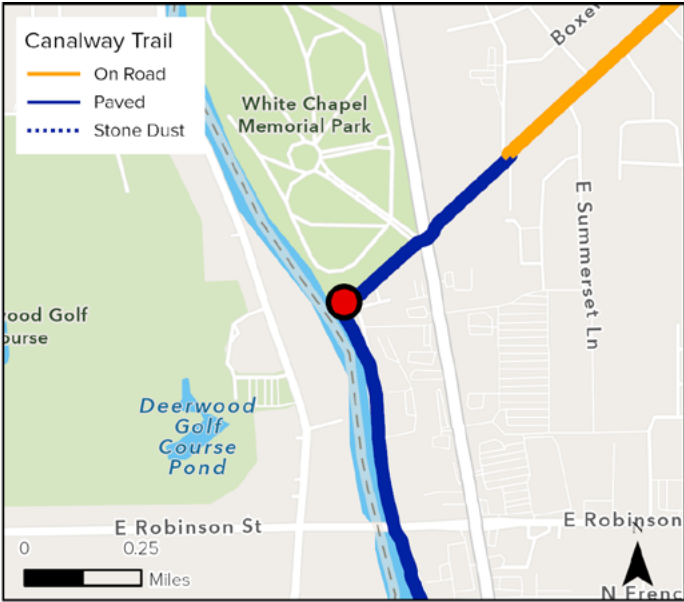 Canalway Trail
On Road
Paved
Stone Dust
Boxer
White Chapel
Memorial Park
E Summerset Ln
ood Golf
ourse
Deerwood
Golf
Course
Pond
E Robinson St
E Robinson
N
0 0.25
Miles
N Frenc